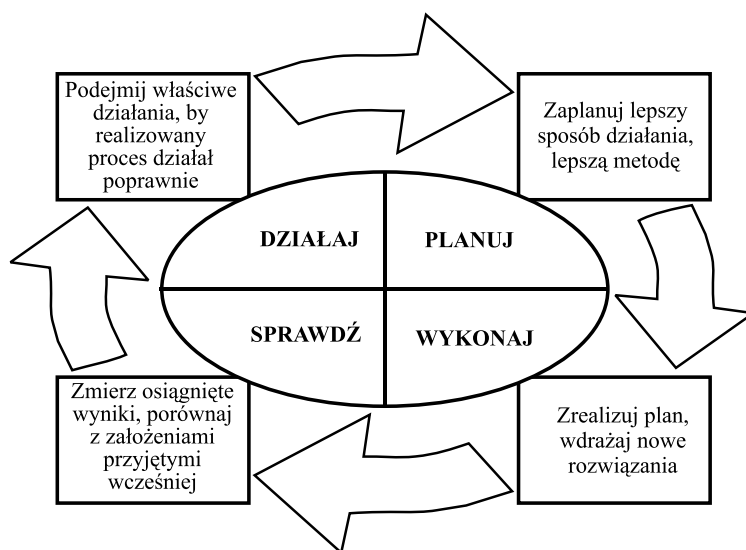 Podejmij właściwe
działania, by
realizowany
proces działał
poprawnie
Zaplanuj lepszy
sposób działania,
lepszą metodę
DZIAŁAJ
PLANUJ
SPRAWDŹ
WYKONAJ
Zmierz osiągnięte
wyniki, porównaj
z założeniami
przyjętymi
wcześniej
Zrealizuj plan,
wdrażaj nowe
rozwiązania